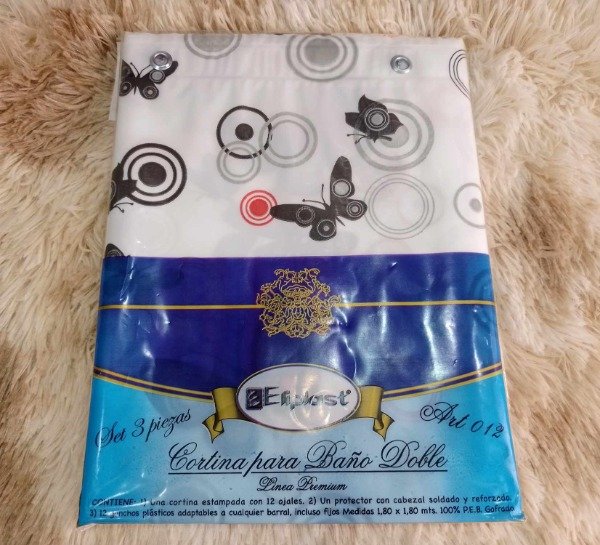 Eliplast®
Set 3 piezas
Art 012
Cortina para Baño Doble
Linea Premium
CONTIENE: 1) Una cortina estampada con 12 ojales. 2) Un protector con cabezal soldado y reforzado.
3) 12 ganchos plásticos adaptables a cualquier barral, incluso fijos Medidas 1,80 x 1,80 mts. 100% P.E.B. Gofrado